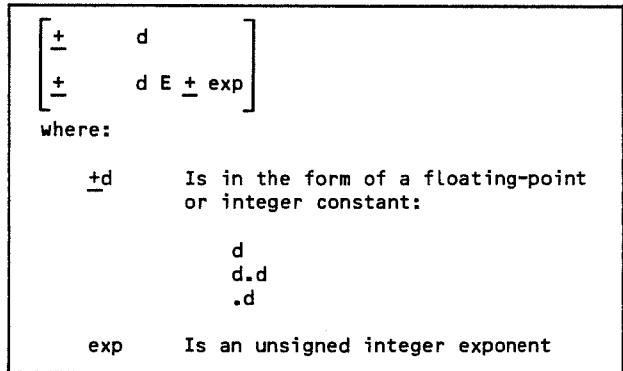 ± d
± d E ± exp
where:
±d Is in the form of a floating-point
or integer constant:
d
d.d
.d
exp Is an unsigned integer exponent